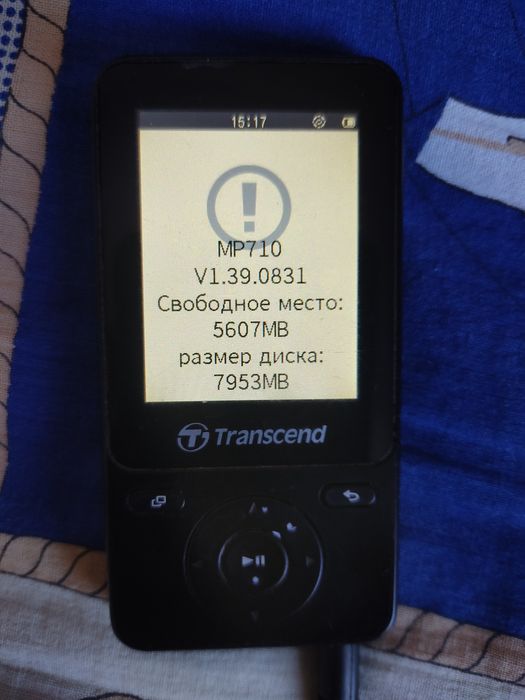 15:17
MP710
V1.39.0831
Свободное место:
5607MB
размер диска:
7953MB
Transcend